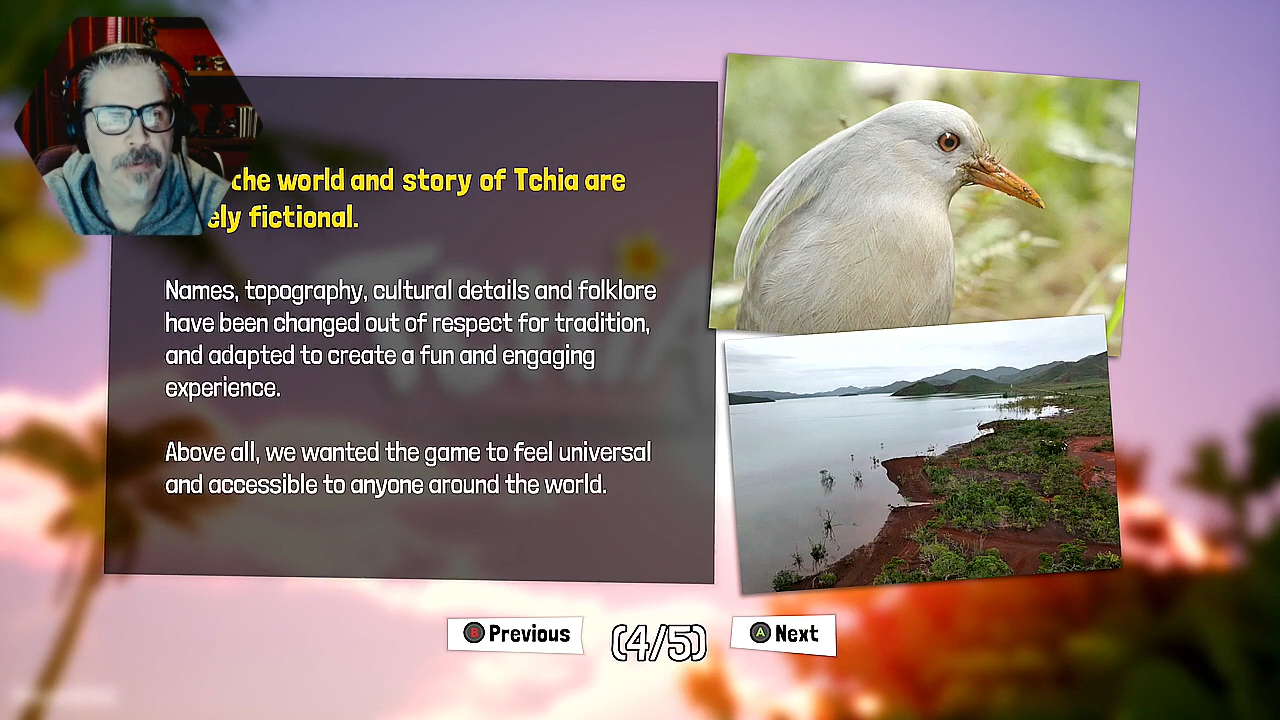 the world and story of Tchia are
ely fictional.
Names, topography, cultural details and folklore
have been changed out of respect for tradition,
and adapted to create a fun and engaging
experience.
Above all, we wanted the game to feel universal
and accessible to anyone around the world.
B Previous
(4/5)
A Next